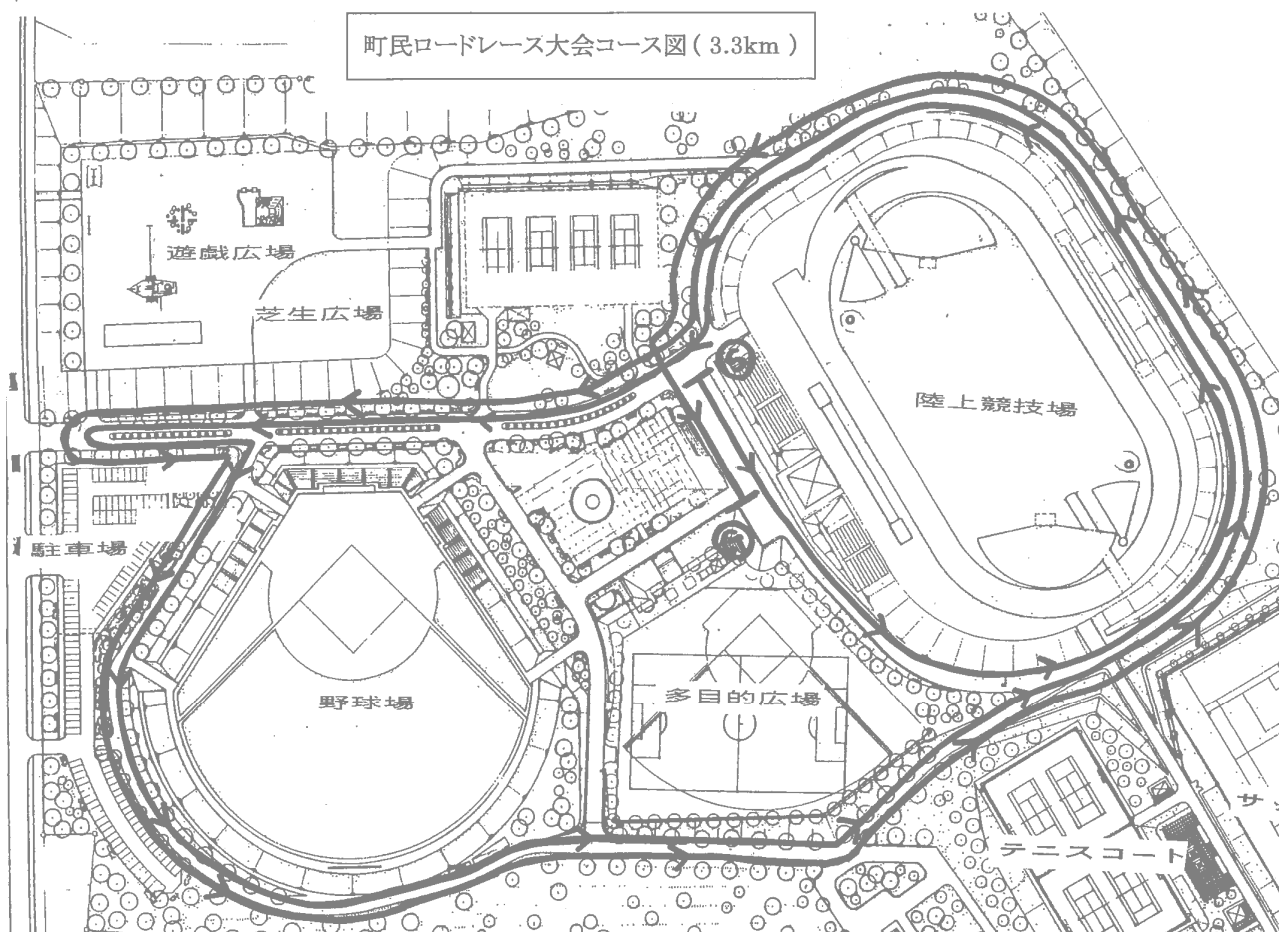 町民ロードレース大会コース図 ( 3.3km )
遊戯広場
芝生広場
陸上競技場
駐車場
野球場
多目的広場
テニスコート
サ